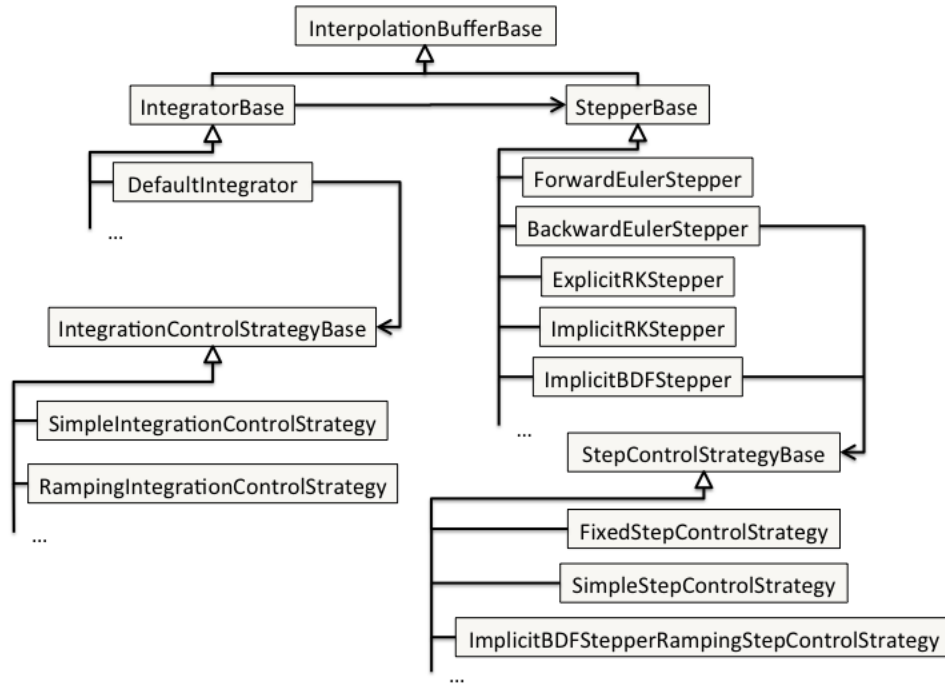 InterpolationBufferBase
IntegratorBase
StepperBase
DefaultIntegrator
...
ForwardEulerStepper
BackwardEulerStepper
ExplicitRKStepper
ImplicitRKStepper
ImplicitBDFStepper
...
IntegrationControlStrategyBase
SimpleIntegrationControlStrategy
RampingIntegrationControlStrategy
...
StepControlStrategyBase
FixedStepControlStrategy
SimpleStepControlStrategy
ImplicitBDFStepperRampingStepControlStrategy
...